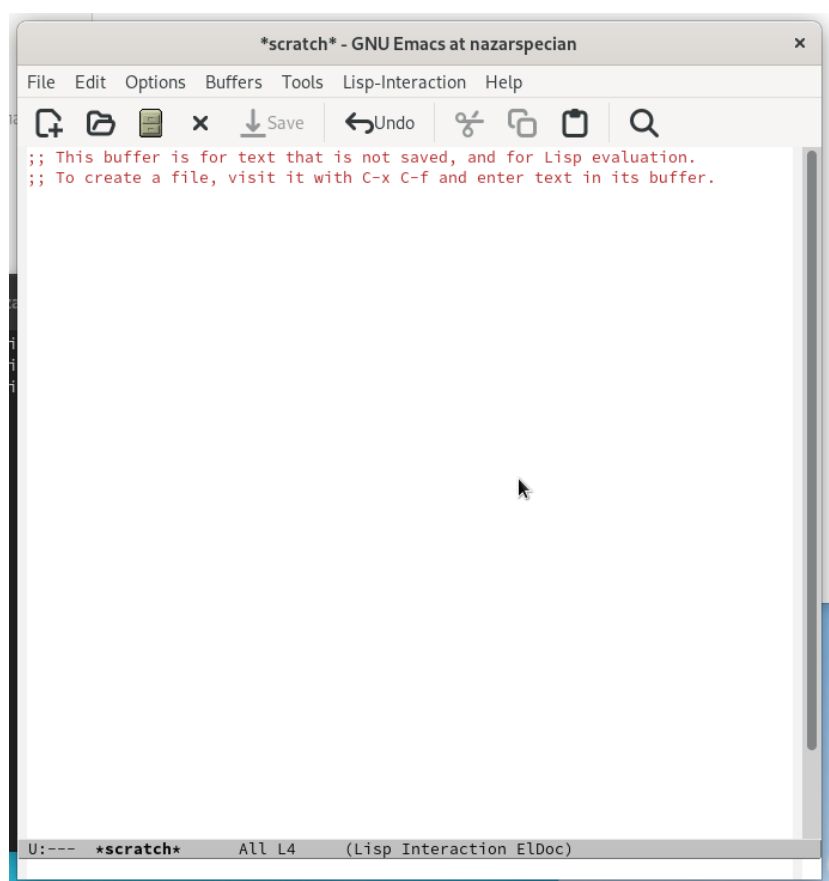 *scratch* - GNU Emacs at nazarspecian
File Edit Options Buffers Tools Lisp-Interaction Help
Save Undo
;; This buffer is for text that is not saved, and for Lisp evaluation.
;; To create a file, visit it with C-x C-f and enter text in its buffer.
U:--- *scratch* All L4 (Lisp Interaction ElDoc)